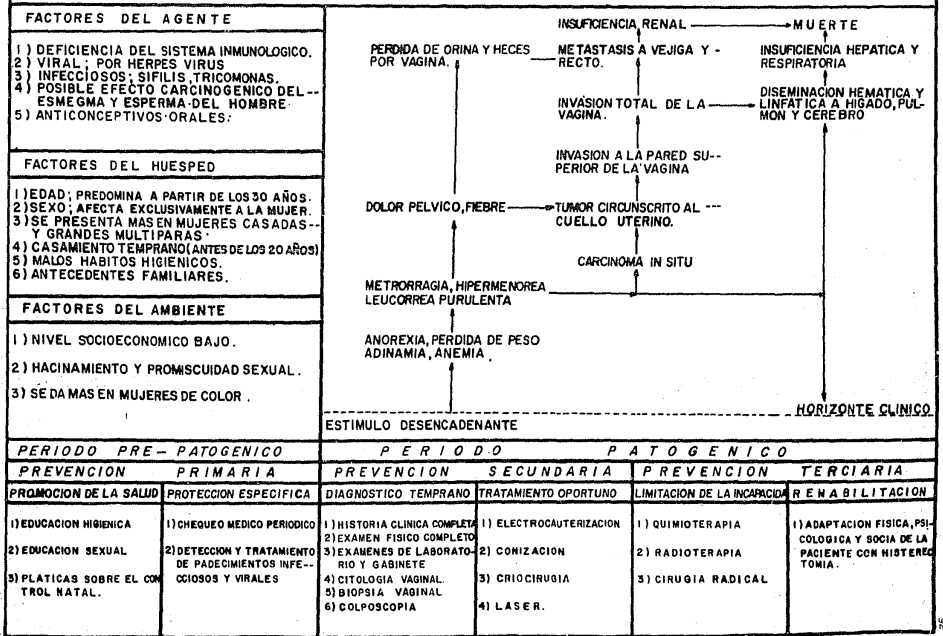 FACTORES DEL AGENTE
1) DEFICIENCIA DEL SISTEMA INMUNOLOGICO.
2) VIRAL; POR HERPES VIRUS
3) INFECCIOSOS; SIFILIS, TRICOMONAS.
4) POSIBLE EFECTO CARCINOGENICO DEL--
ESMEGMA Y ESPERMA DEL HOMBRE
5) ANTICONCEPTIVOS ORALES.
FACTORES DEL HUESPED
1) EDAD; PREDOMINA A PARTIR DE LOS 30 AÑOS.
2) SEXO; AFECTA EXCLUSIVAMENTE A LA MUJER.
3) SE PRESENTA MAS EN MUJERES CASADAS--
Y GRANDES MULTIPARAS
4) CASAMIENTO TEMPRANO (ANTES DE LOS 20 AÑOS)
5) MALOS HABITOS HIGIENICOS.
6) ANTECEDENTES FAMILIARES.
FACTORES DEL AMBIENTE
1) NIVEL SOCIOECONOMICO BAJO.
2) HACINAMIENTO Y PROMISCUIDAD SEXUAL.
3) SE DA MAS EN MUJERES DE COLOR.
INSUFICIENCIA RENAL
MUERTE
PERDIDA DE ORINA Y HECES
POR VAGINA.
METASTASIS A VEJIGA Y -
RECTO.
INSUFICIENCIA HEPATICA Y
RESPIRATORIA
INVASION TOTAL DE LA
VAGINA.
DISEMINACION HEMATICA Y
LINFATICA A HIGADO, PUL-
MON Y CEREBRO
INVASION A LA PARED SU--
PERIOR DE LA VAGINA
DOLOR PELVICO, FIEBRE
TUMOR CIRCUNSCRITO AL ---
CUELLO UTERINO.
CARCINOMA IN SITU
METRORRAGIA, HIPERMENOREA
LEUCORREA PURULENTA
ANOREXIA, PERDIDA DE PESO
ADINAMIA, ANEMIA
HORIZONTE CLINICO
ESTIMULO DESENCADENANTE
PERIODO PRE-PATOGENICO
PERIODO PATOGENICO
PREVENCION PRIMARIA
PREVENCION SECUNDARIA
PREVENCION TERCIARIA
PROMOCION DE LA SALUD
PROTECCION ESPECIFICA
DIAGNOSTICO TEMPRANO
TRATAMIENTO OPORTUNO
LIMITACION DE LA INCAPACIDA
REHABILITACION
1) EDUCACION HIGIENICA
2) EDUCACION SEXUAL
3) PLATICAS SOBRE EL CON
TROL NATAL.
1) CHEQUEO MEDICO PERIODICO
2) DETECCION Y TRATAMIENTO
DE PADECIMIENTOS INFE--
CCIOSOS Y VIRALES
1) HISTORIA CLINICA COMPLETA
2) EXAMEN FISICO COMPLETO
3) EXAMENES DE LABORATO-
RIO Y GABINETE
4) CITOLOGIA VAGINAL.
5) BIOPSIA VAGINAL
6) COLPOSCOPIA
1) ELECTROCAUTERIZACION
2) CONIZACION
3) CRIOCIRUGIA
4) LASER.
1) QUIMIOTERAPIA
2) RADIOTERAPIA
3) CIRUGIA RADICAL
1) ADAPTACION FISICA, PSI-
COLOGICA Y SOCIA DE LA
PACIENTE CON HISTEREC
TOMIA.